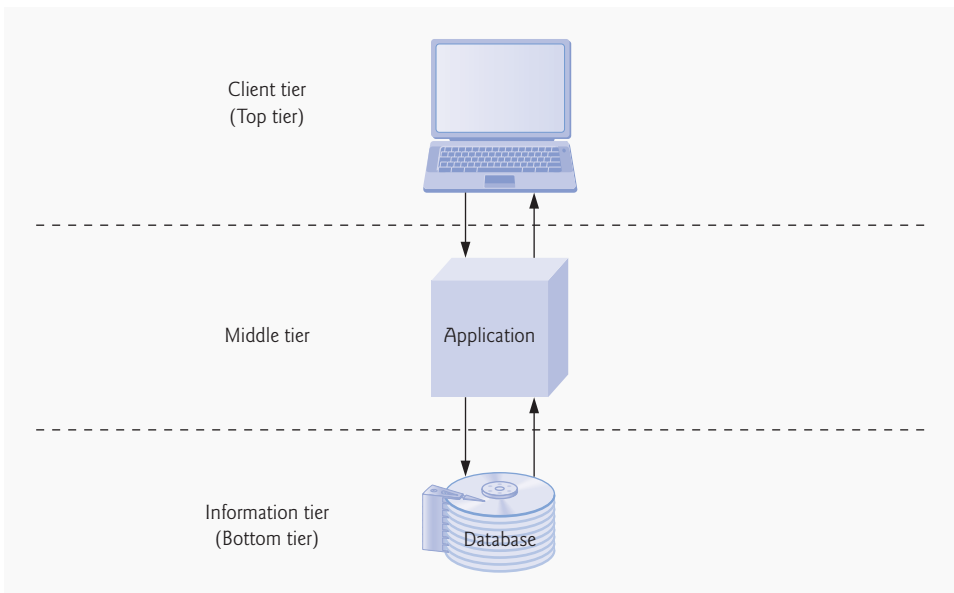 Client tier
(Top tier)
Middle tier
Application
Information tier
(Bottom tier)
Database